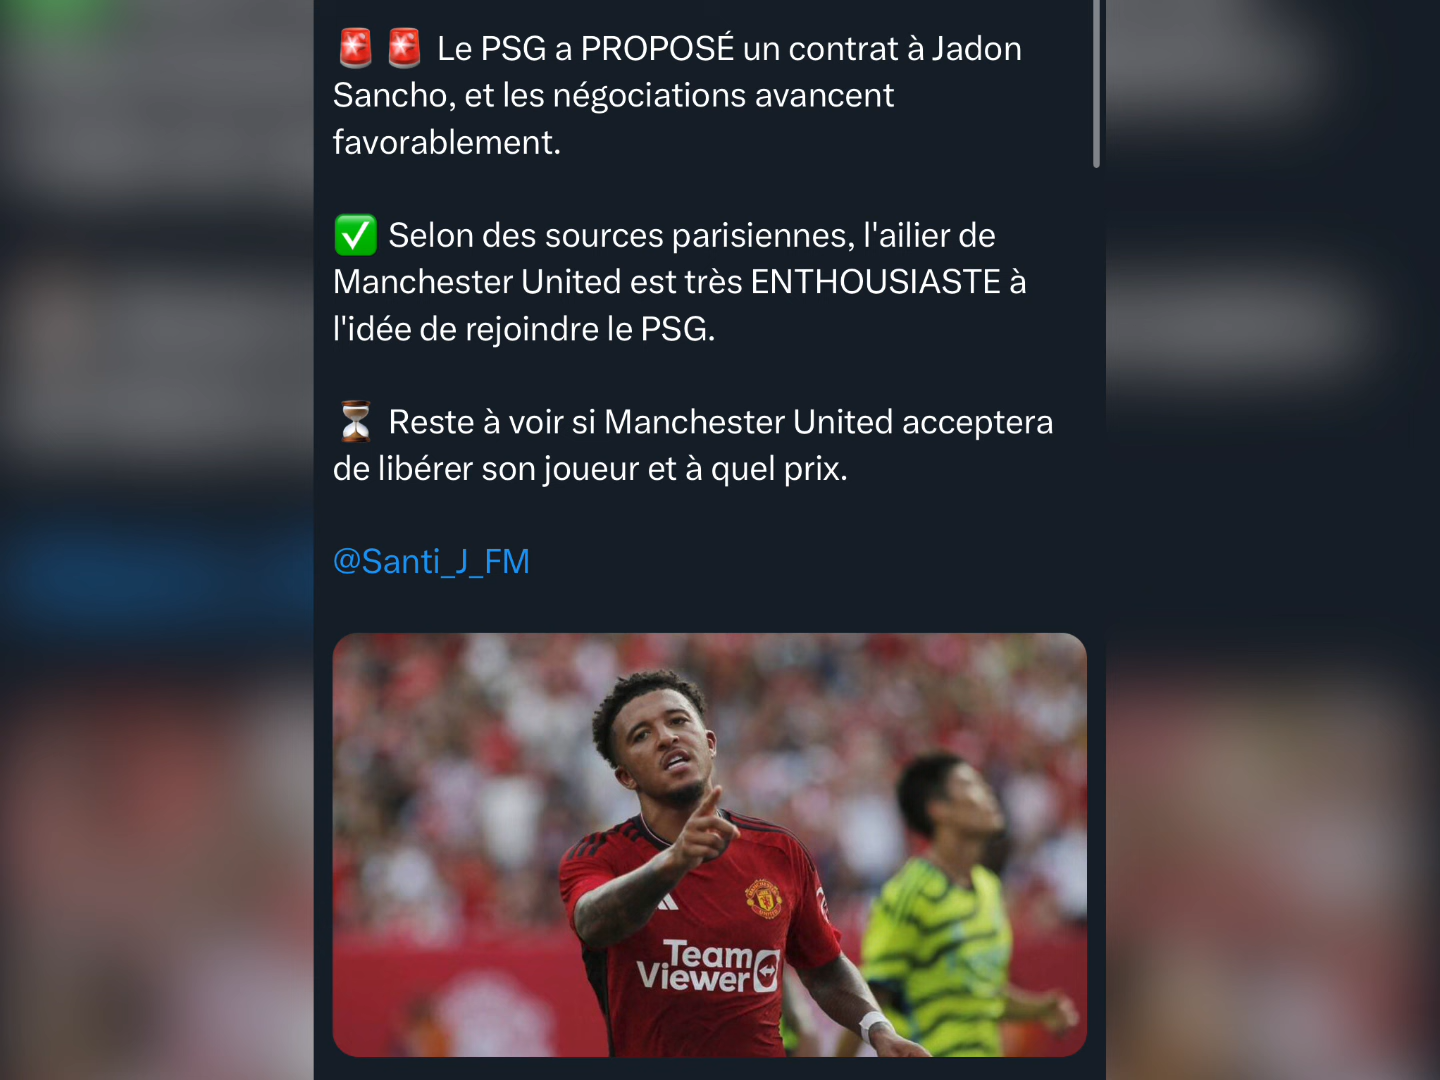 🚨🚨 Le PSG a PROPOSÉ un contrat à Jadon
Sancho, et les négociations avancent
favorablement.
✅ Selon des sources parisiennes, l'ailier de
Manchester United est très ENTHOUSIASTE à
l'idée de rejoindre le PSG.
⏳ Reste à voir si Manchester United acceptera
de libérer son joueur et à quel prix.
@Santi_J_FM
MANCHESTER
UNITED
Team
Viewer